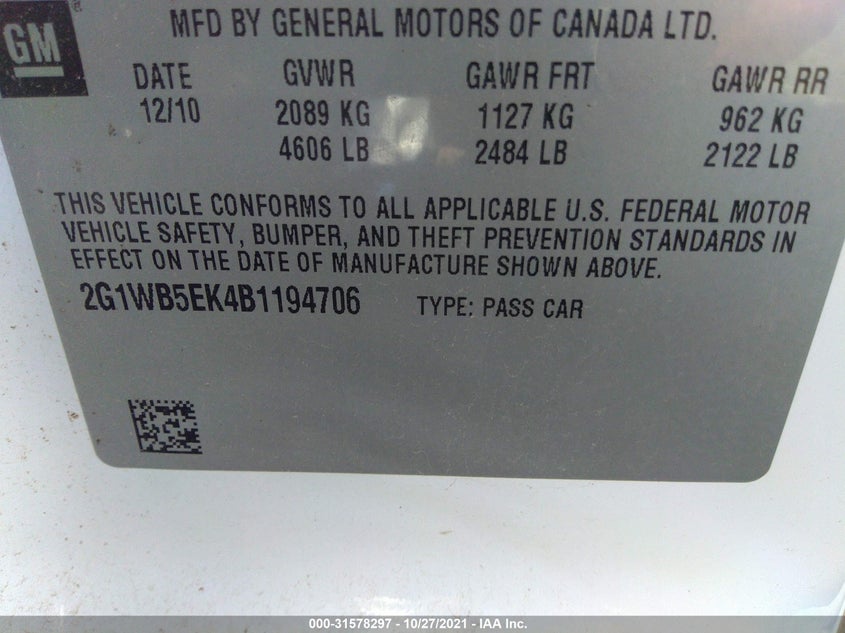 GM
MFD BY GENERAL MOTORS OF CANADA LTD.
DATE GVWR GAWR FRT GAWR RR
12/10 2089 KG 1127 KG 962 KG
4606 LB 2484 LB 2122 LB
THIS VEHICLE CONFORMS TO ALL APPLICABLE U.S. FEDERAL MOTOR
VEHICLE SAFETY, BUMPER, AND THEFT PREVENTION STANDARDS IN
EFFECT ON THE DATE OF MANUFACTURE SHOWN ABOVE.
2G1WB5EK4B1194706 TYPE: PASS CAR
000-31578297 - 10/27/2021 - IAA Inc.